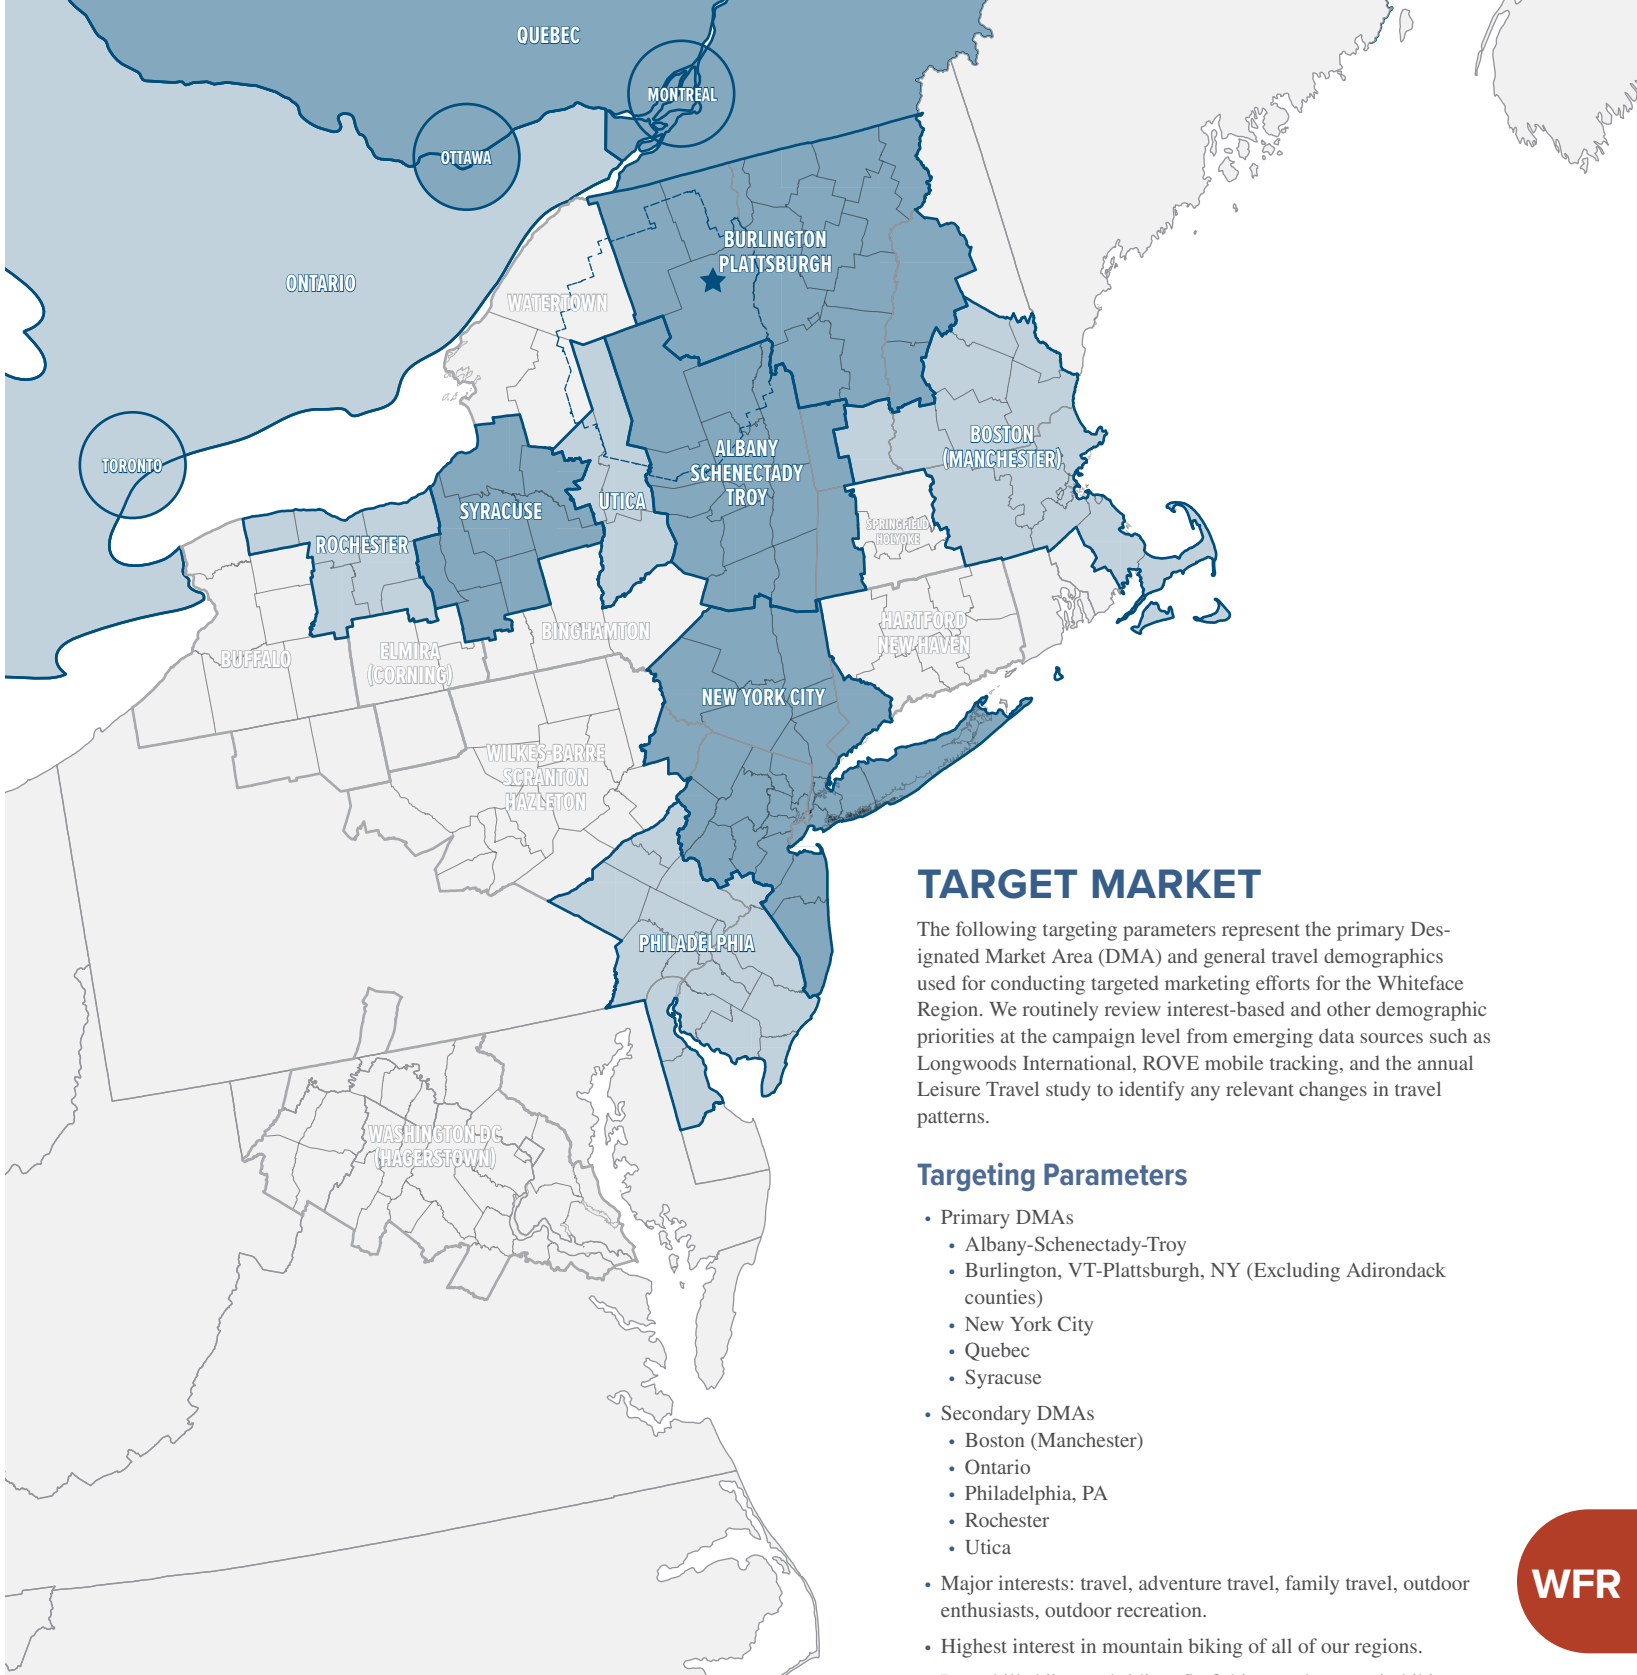 QUEBEC
MONTREAL
OTTAWA
BURLINGTON
PLATTSBURGH
ONTARIO
WATERTOWN
BOSTON
(MANCHESTER)
ALBANY
SCHENECTADY
TROY
TORONTO
UTICA
SYRACUSE
SPRINGFIELD
HOLYOKE
ROCHESTER
HARTFORD
NEW HAVEN
BINGHAMTON
BUFFALO
ELMIRA
(CORNING)
NEW YORK CITY
WILKES-BARRE
SCRANTON
HAZLETON
PHILADELPHIA
WASHINGTON DC
(HAGERSTOWN)
TARGET MARKET
The following targeting parameters represent the primary Des-
ignated Market Area (DMA) and general travel demographics
used for conducting targeted marketing efforts for the Whiteface
Region. We routinely review interest-based and other demographic
priorities at the campaign level from emerging data sources such as
Longwoods International, ROVE mobile tracking, and the annual
Leisure Travel study to identify any relevant changes in travel
patterns.
Targeting Parameters
• Primary DMAs
• Albany-Schenectady-Troy
• Burlington, VT-Plattsburgh, NY (Excluding Adirondack
counties)
• New York City
• Quebec
• Syracuse
• Secondary DMAs
• Boston (Manchester)
• Ontario
• Philadelphia, PA
• Rochester
• Utica
• Major interests: travel, adventure travel, family travel, outdoor
enthusiasts, outdoor recreation.
• Highest interest in mountain biking of all of our regions.
WFR